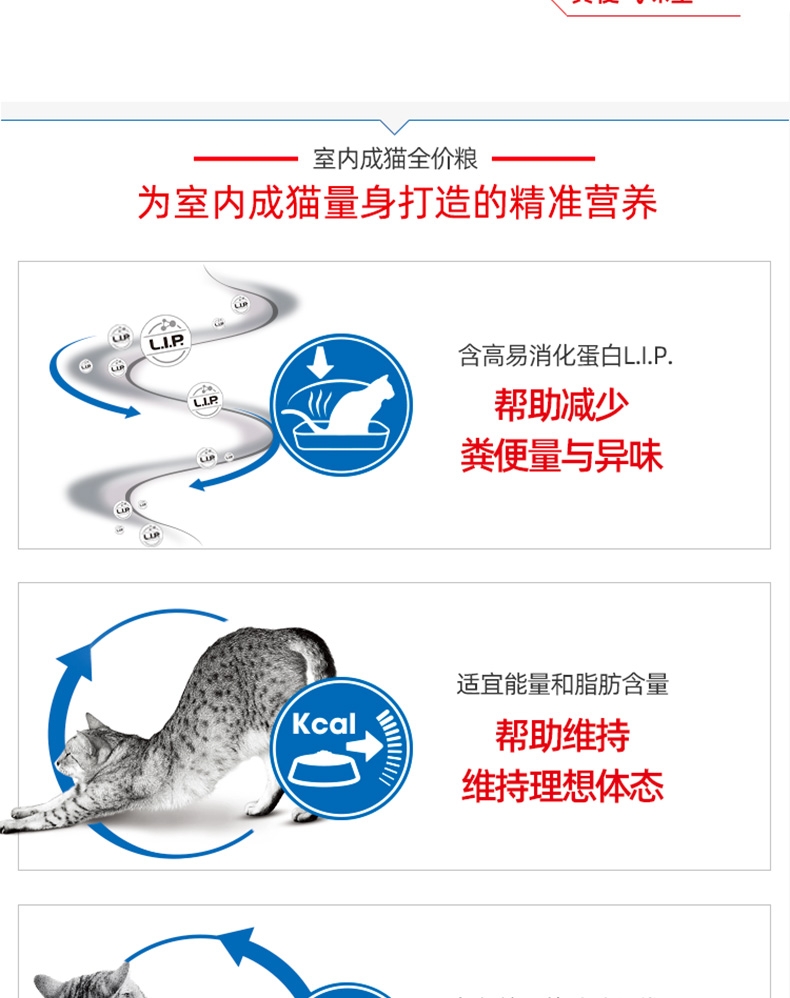 室内成猫全价粮
为室内成猫量身打造的精准营养
L.I.P.
L.I.P.
L.I.P.
L.I.P.
L.I.P.
L.I.P.
L.I.P.
L.I.P.
含高易消化蛋白L.I.P.
帮助减少
粪便量与异味
Kcal
适宜能量和脂肪含量
帮助维持
维持理想体态